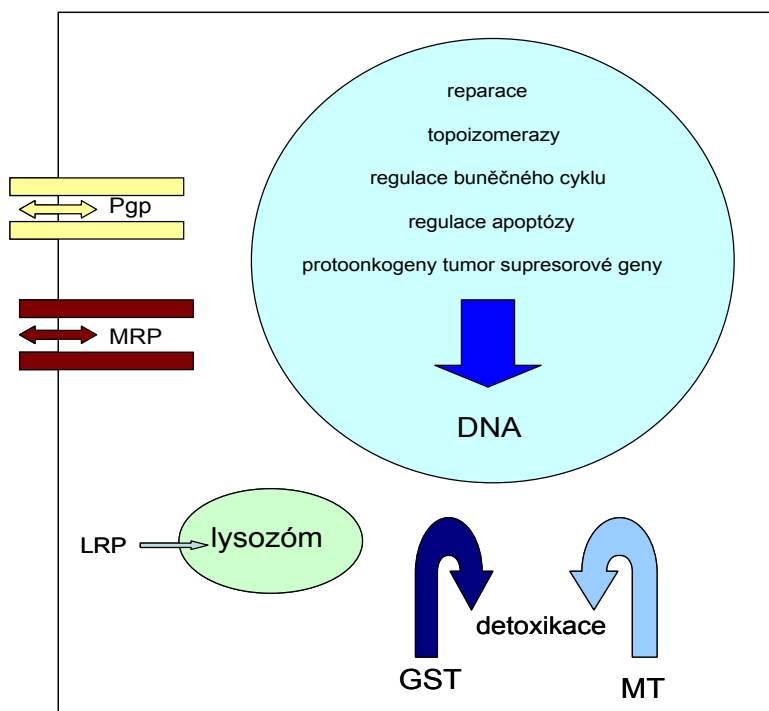 reparace
topoizomerazy
regulace buněčného cyklu
regulace apoptózy
protoonkogeny tumor supresorové geny
DNA
Pgp
MRP
LRP
lysozóm
detoxikace
GST
MT